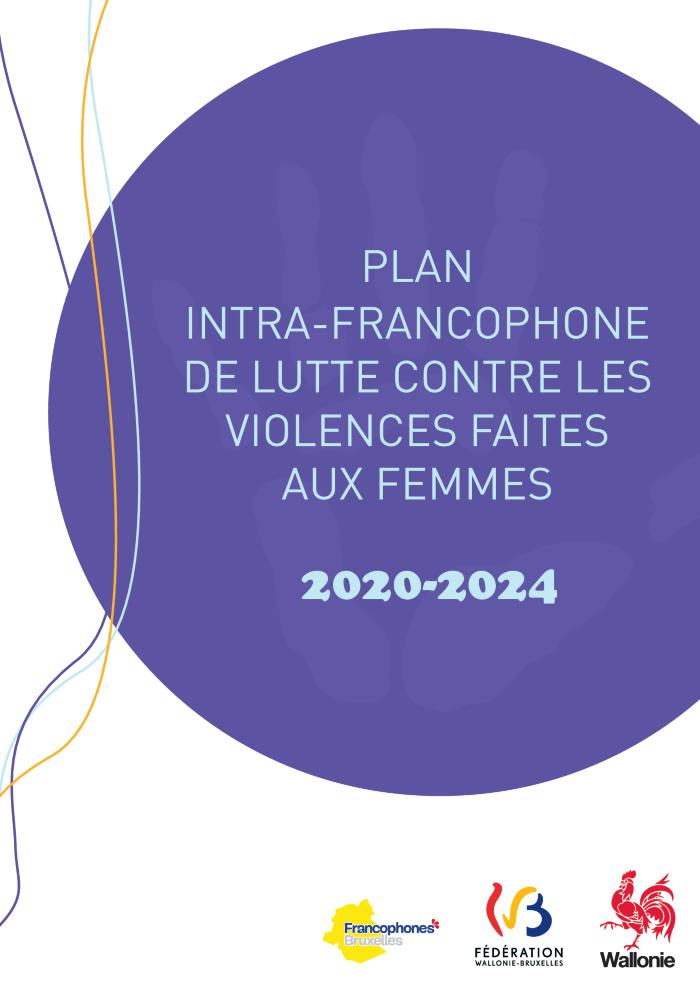 PLAN
INTRA-FRANCOPHONE
DE LUTTE CONTRE LES
VIOLENCES FAITES
AUX FEMMES
2020-2024
Francophones
Bruxelles
FÉDÉRATION
WALLONIE-BRUXELLES
Wallonie